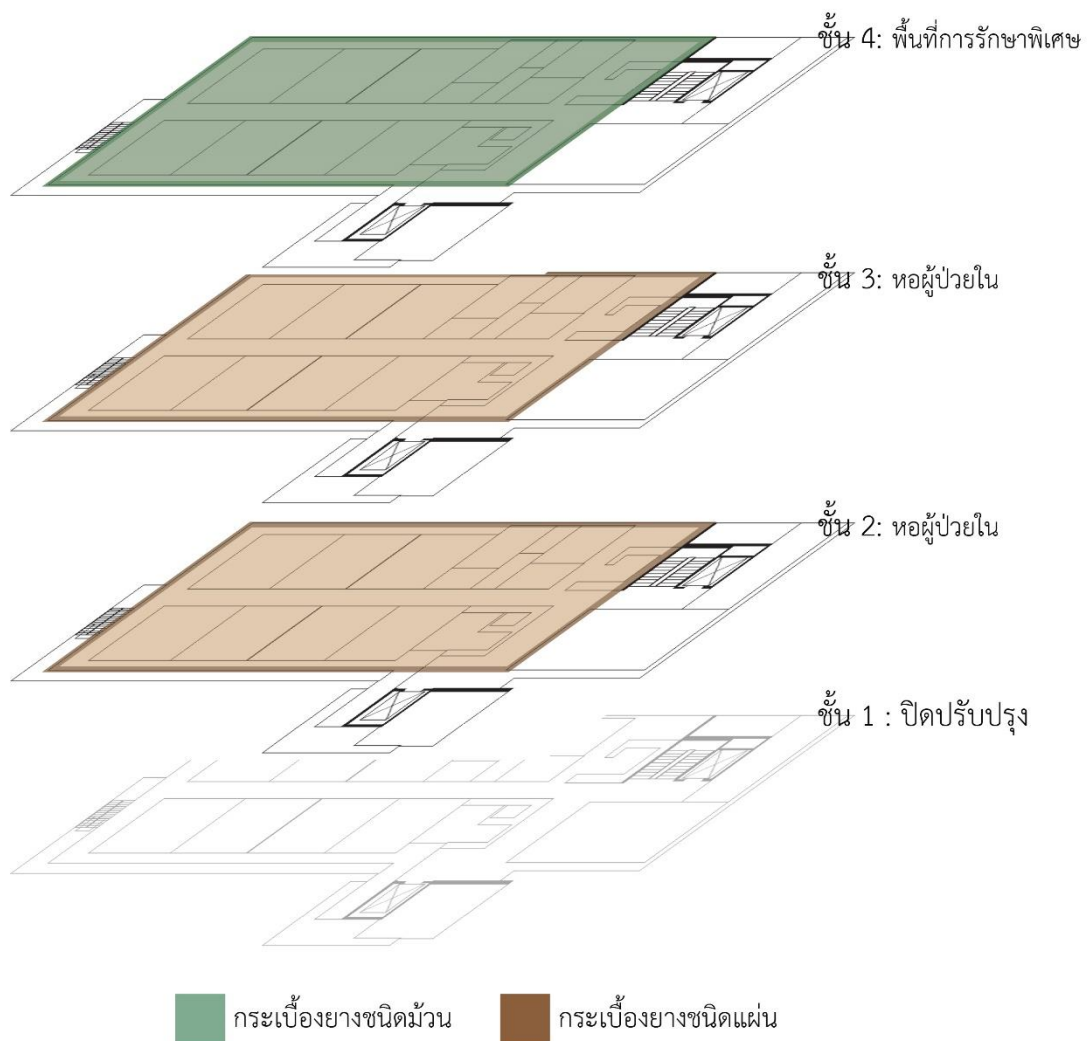 ชั้น 4: พื้นที่การรักษาพิเศษ
ชั้น 3: หอผู้ป่วยใน
ชั้น 2: หอผู้ป่วยใน
ชั้น 1 : ปิดปรับปรุง
กระเบื้องยางชนิดม้วน
กระเบื้องยางชนิดแผ่น